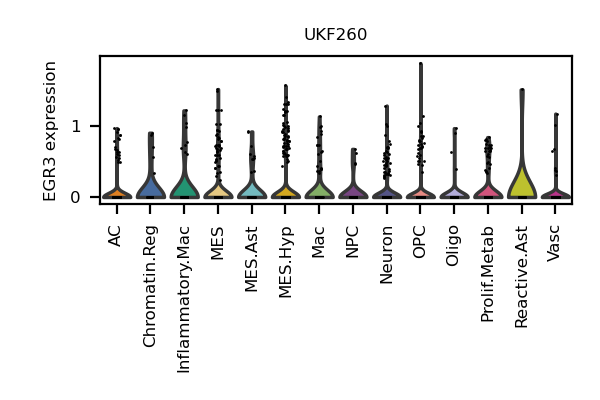 UKF260
EGR3 expression
1
0
AC
Chromatin.Reg
Inflammatory.Mac
MES
MES.Ast
MES.Hyp
Mac
NPC
Neuron
OPC
Oligo
Prolif.Metab
Reactive.Ast
Vasc